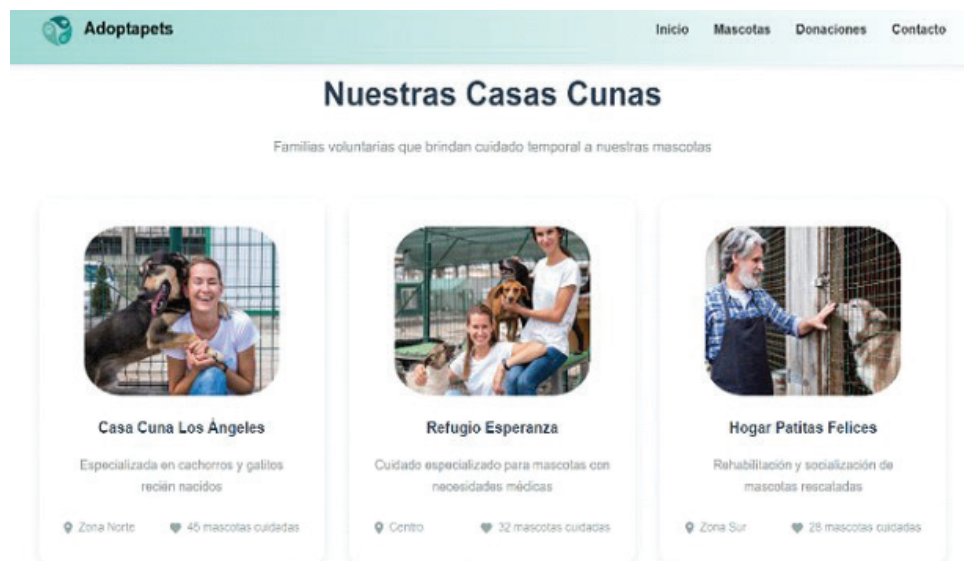 Adoptapets
Inicio Mascotas Donaciones Contacto
Nuestras Casas Cunas
Familias voluntarias que brindan cuidado temporal a nuestras mascotas
Casa Cuna Los Ángeles
Especializada en cachorros y gatitos
recién nacidos
Zona Norte 45 mascotas cuidadas
Refugio Esperanza
Cuidado especializado para mascotas con
necesidades médicas
Centro 32 mascotas cuidadas
Hogar Patitas Felices
Rehabilitación y socialización de
mascotas rescatadas
Zona Sur 28 mascotas cuidadas